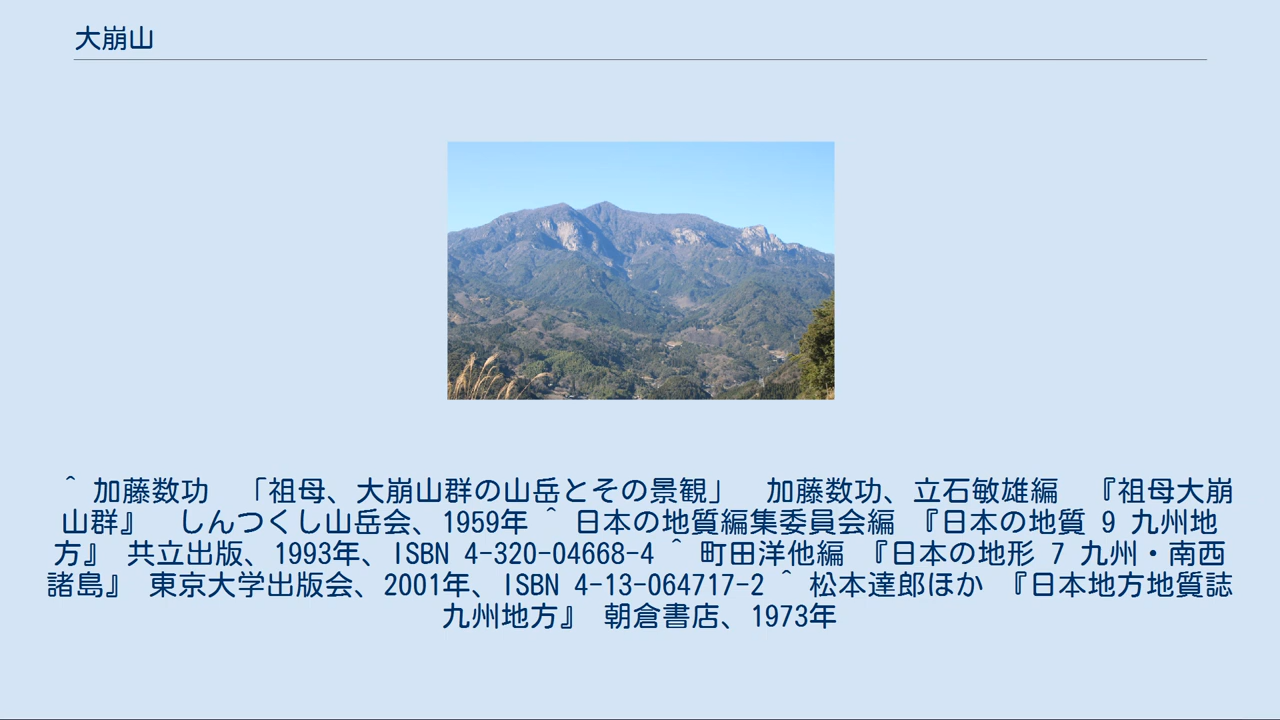 大崩山
^ 加藤数功　「祖母、大崩山群の山岳とその景観」　加藤数功、立石敏雄編　『祖母大崩
山群』　しんつくし山岳会、1959年 ^ 日本の地質編集委員会編 『日本の地質 9 九州地
方』 共立出版、1993年、ISBN 4-320-04668-4 ^ 町田洋他編 『日本の地形 7 九州・南西
諸島』 東京大学出版会、2001年、ISBN 4-13-064717-2 ^ 松本達郎ほか 『日本地方地質誌
九州地方』 朝倉書店、1973年